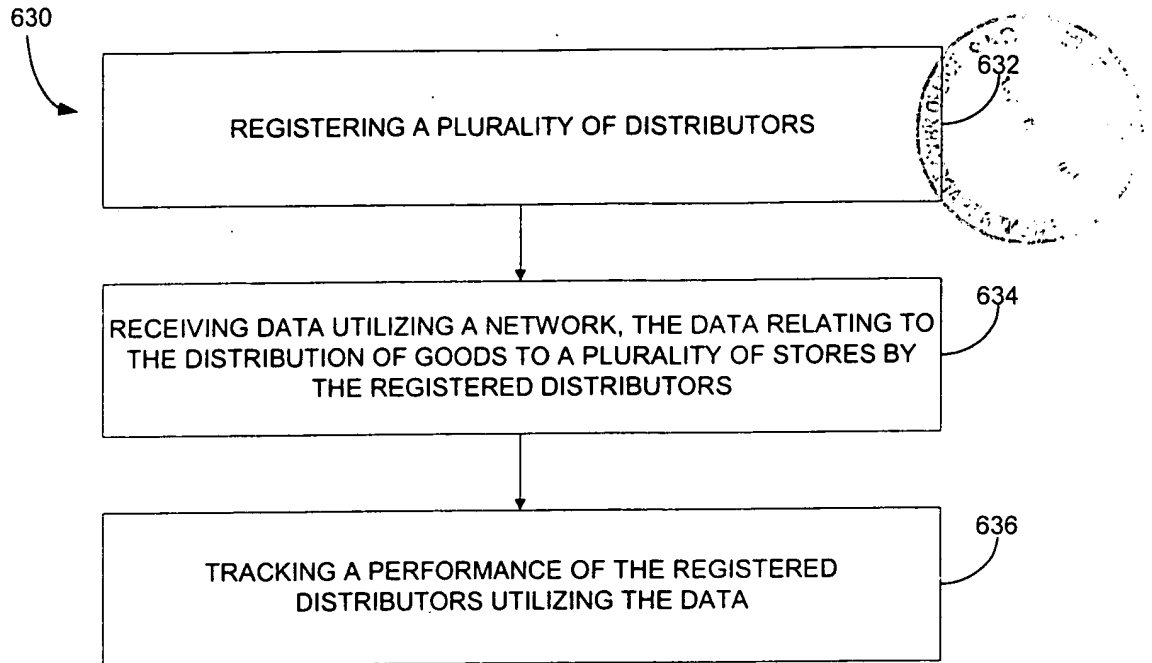 630
632
REGISTERING A PLURALITY OF DISTRIBUTORS
634
RECEIVING DATA UTILIZING A NETWORK, THE DATA RELATING TO
THE DISTRIBUTION OF GOODS TO A PLURALITY OF STORES BY
THE REGISTERED DISTRIBUTORS
636
TRACKING A PERFORMANCE OF THE REGISTERED
DISTRIBUTORS UTILIZING THE DATA